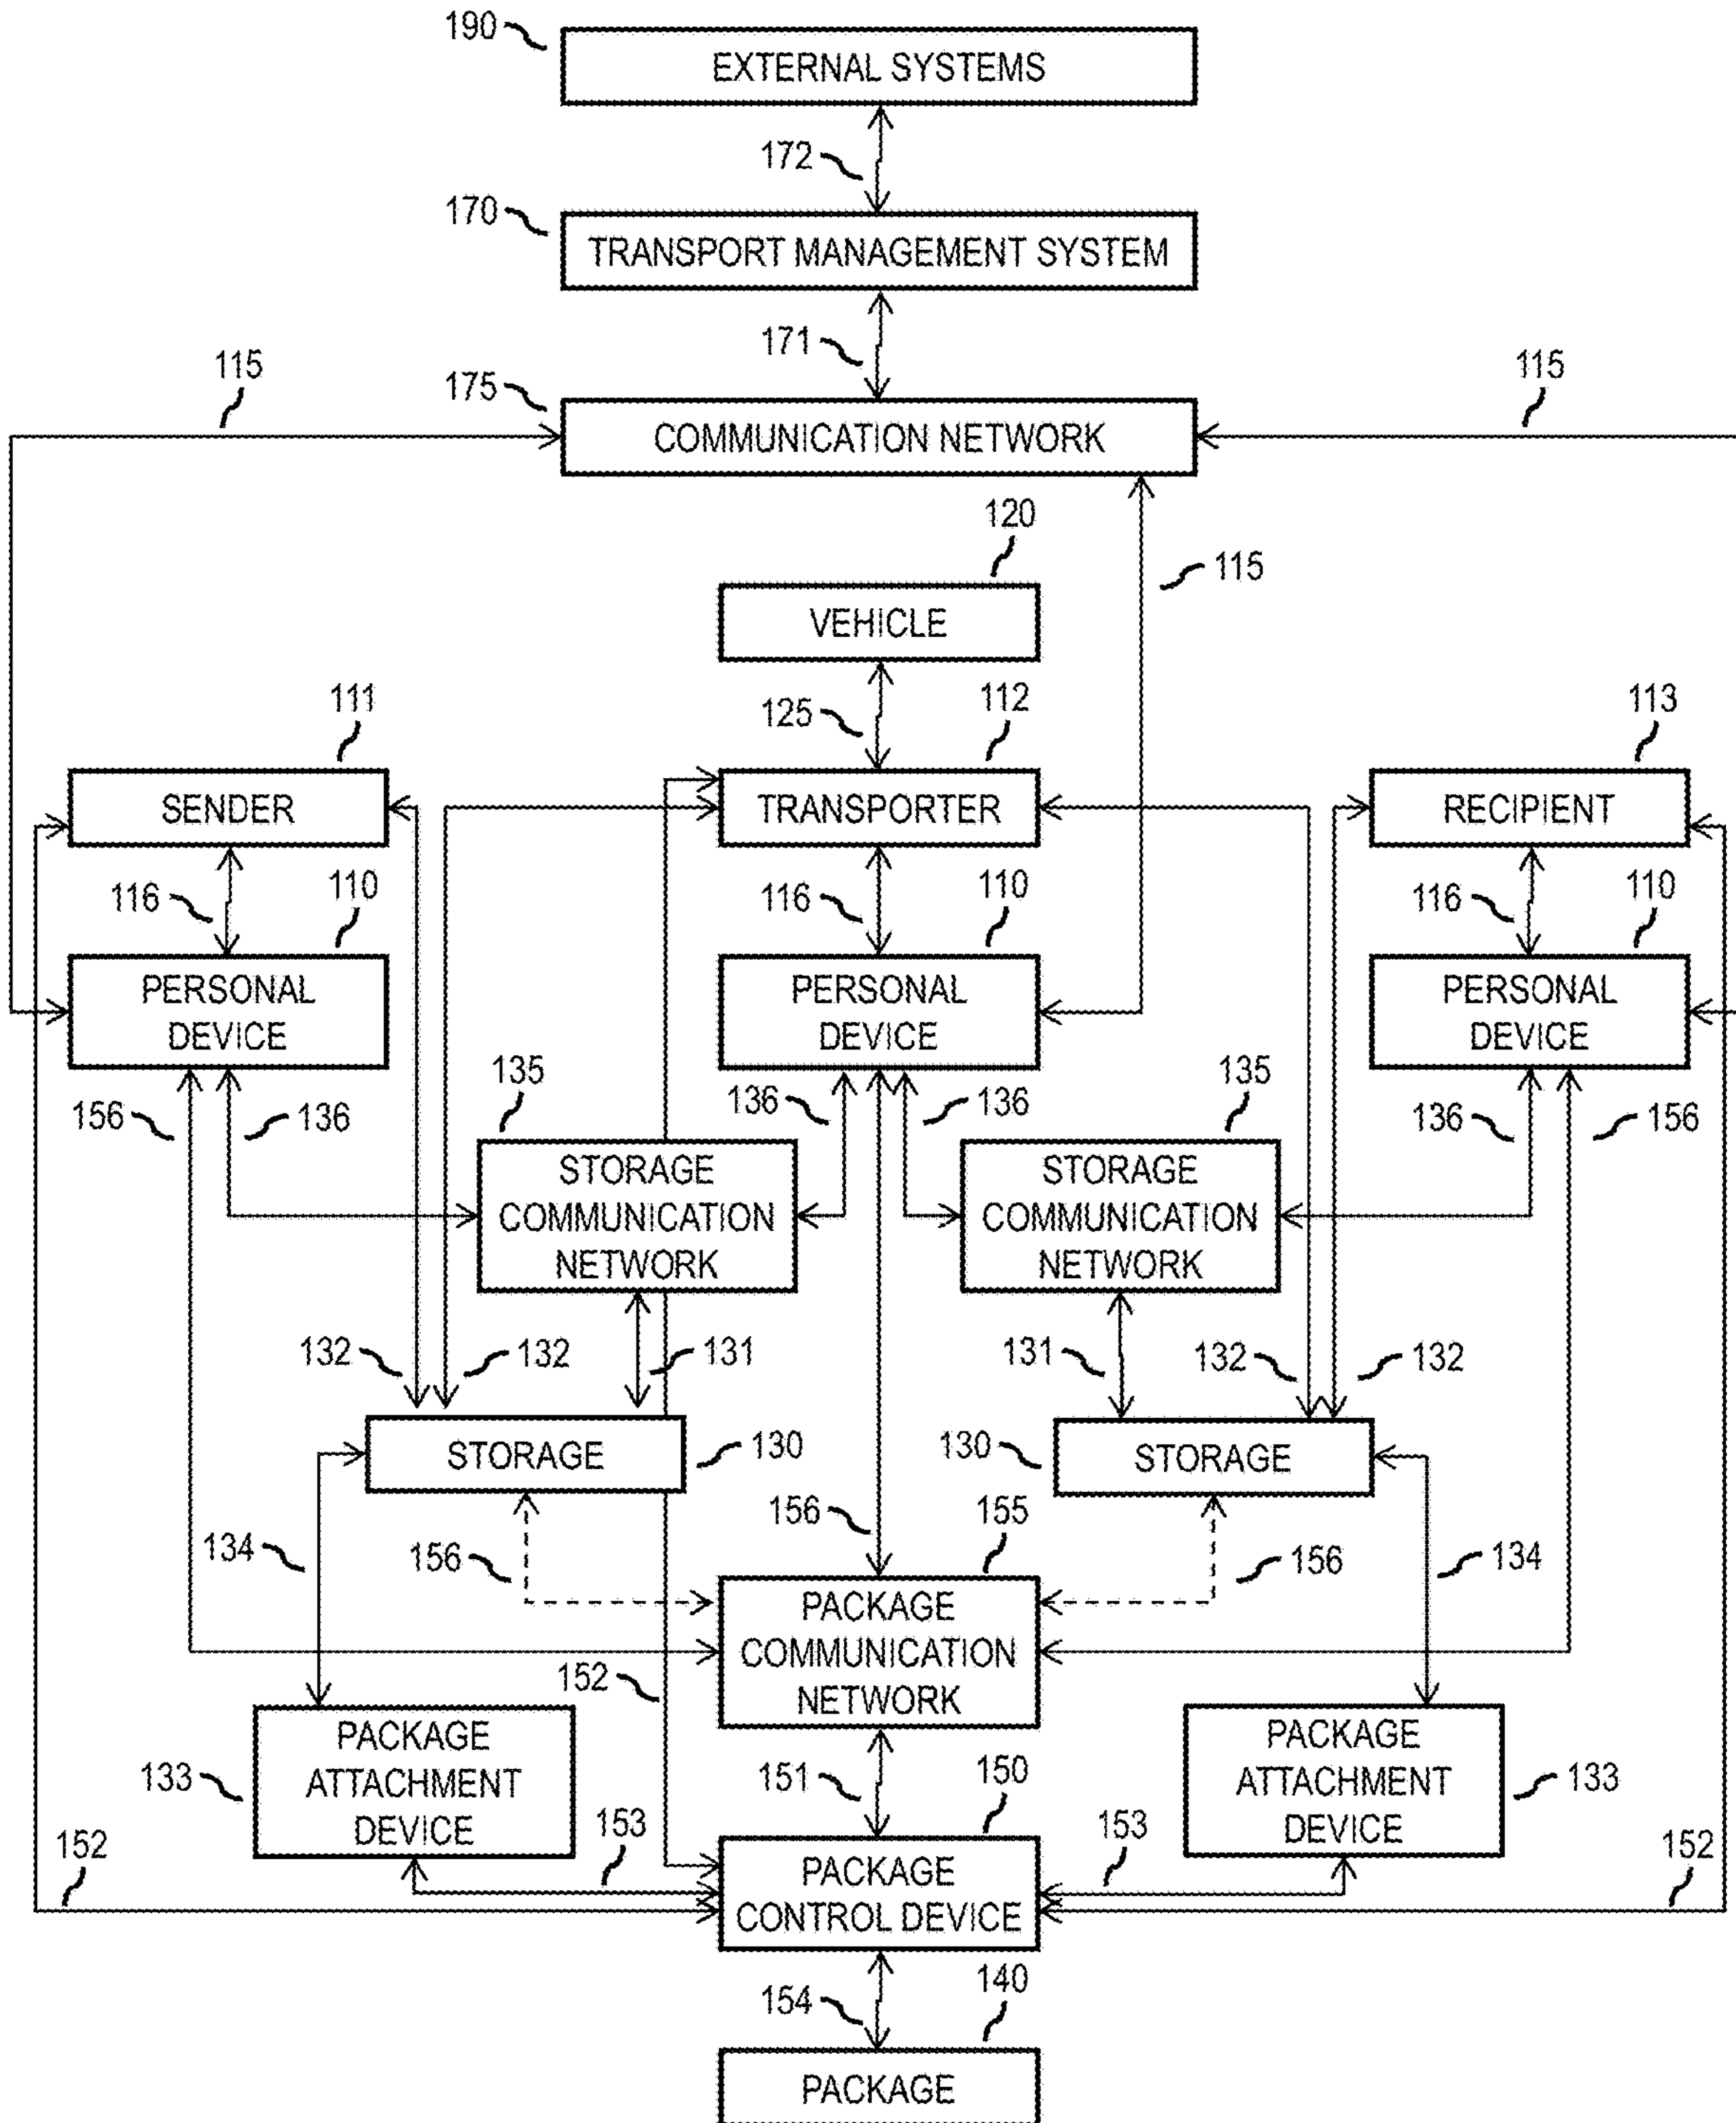 190
EXTERNAL SYSTEMS
172
170
TRANSPORT MANAGEMENT SYSTEM
171
115
175
115
COMMUNICATION NETWORK
120
115
VEHICLE
111
125
112
113
SENDER
TRANSPORTER
RECIPIENT
116
110
116
110
116
110
PERSONAL
DEVICE
PERSONAL
DEVICE
PERSONAL
DEVICE
135
135
156
136
136
136
136
156
STORAGE
COMMUNICATION
NETWORK
STORAGE
COMMUNICATION
NETWORK
132
132
131
131
132
132
STORAGE
130
130
STORAGE
134
156
156
155
156
134
PACKAGE
COMMUNICATION
NETWORK
152
PACKAGE
ATTACHMENT
DEVICE
133
PACKAGE
ATTACHMENT
DEVICE
133
151
150
152
153
153
152
PACKAGE
CONTROL DEVICE
154
140
PACKAGE